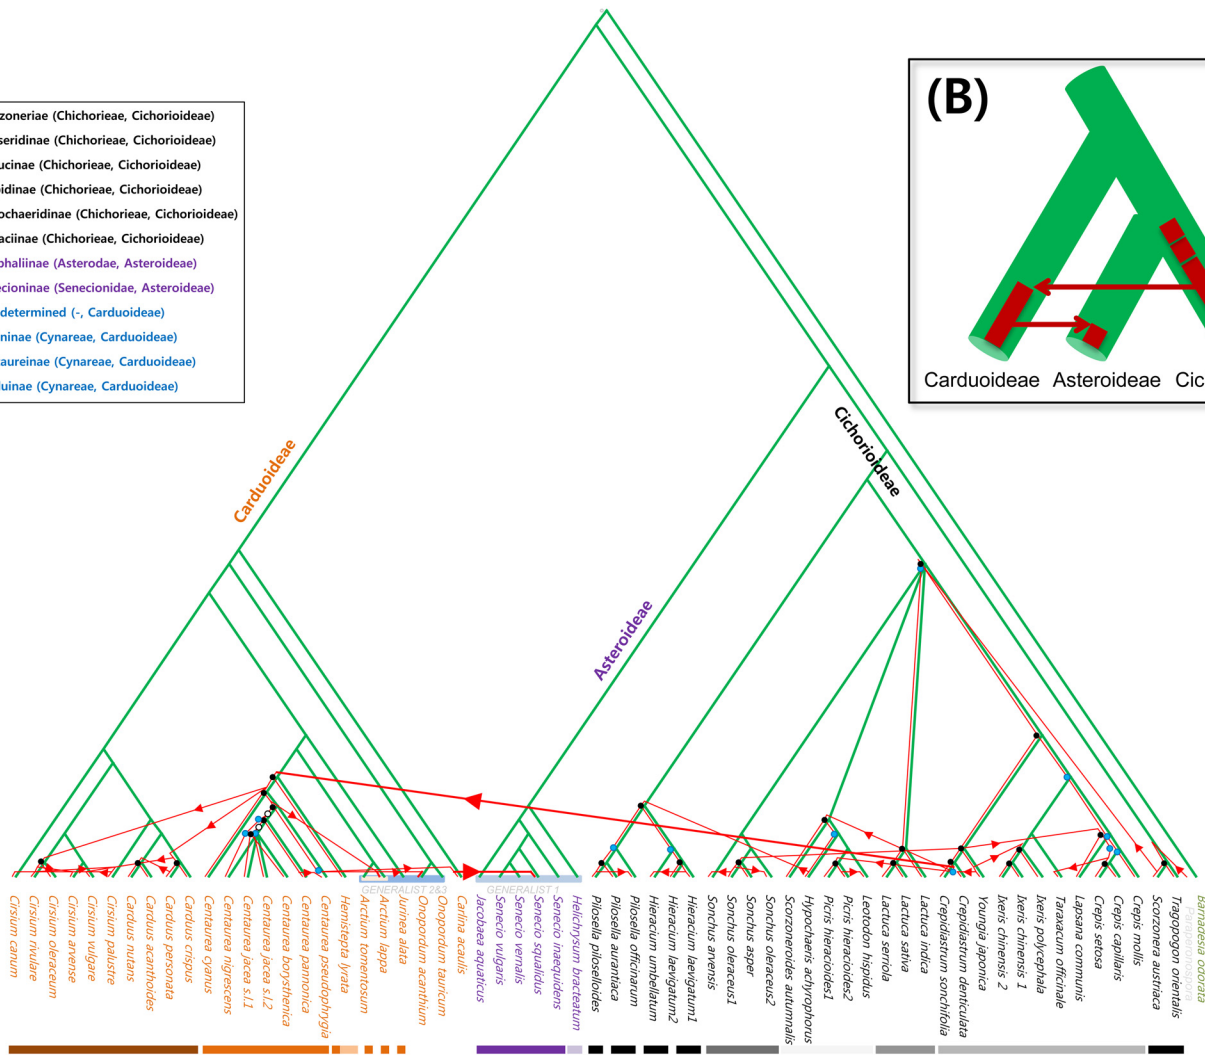 (B)
zoneriae (Chichorieae, Cichorioideae)
seridinae (Chichorieae, Cichorioideae)
ucinae (Chichorieae, Cichorioideae)
idinae (Chichorieae, Cichorioideae)
ochaeridinae (Chichorieae, Cichorioideae)
aciinae (Chichorieae, Cichorioideae)
phaliinae (Asterodae, Asteroideae)
ecioninae (Senecionidae, Asteroideae)
determined (-, Carduoideae)
ninae (Cynareae, Carduoideae)
aureinae (Cynareae, Carduoideae)
duinae (Cynareae, Carduoideae)
Carduoideae Asteroideae Cic
Carduoideae
Asteroideae
Cichorioideae
GENERALIST 2&3
GENERALIST 1
Cirsium canum
Cirsium rivulare
Cirsium oleraceum
Cirsium arvense
Cirsium vulgare
Cirsium palustre
Carduus nutans
Carduus acanthoides
Carduus personata
Carduus crispus
Centaurea cyanus
Centaurea nigrescens
Centaurea jacea s.l.1
Centaurea jacea s.l.2
Centaurea borysthenica
Centaurea pannonica
Centaurea pseudophrygia
Hemistepta lyrata
Arctium tomentosum
Arctium lappa
Jurinea alata
Onopordum acanthium
Onopordum tauricum
Carlina acaulis
Jacobaea aquaticus
Senecio vulgaris
Senecio vernalis
Senecio squalidus
Senecio inaequidens
Helichrysum bracteatum
Pilosella piloselloides
Pilosella aurantiaca
Pilosella officinarum
Hieracium umbellatum
Hieracium laevigatum2
Hieracium laevigatum1
Sonchus arvensis
Sonchus oleraceus1
Sonchus asper
Sonchus oleraceus2
Scorzoneroides autumnalis
Hypochaeris achyrophorus
Picris hieracioides1
Picris hieracioides2
Leotodon hispidus
Lactuca serriola
Lactuca sativa
Lactuca indica
Crepidiastrum sonchifolia
Crepidiastrum denticulata
Youngia japonica
Ixeris chinensis 2
Ixeris chinensis 1
Ixeris polycephala
Taraxacum officinale
Lapsana communis
Crepis setosa
Crepis capillaris
Crepis mollis
Scorzonera austriaca
Tragopogon orientalis
Barnadesia odorata